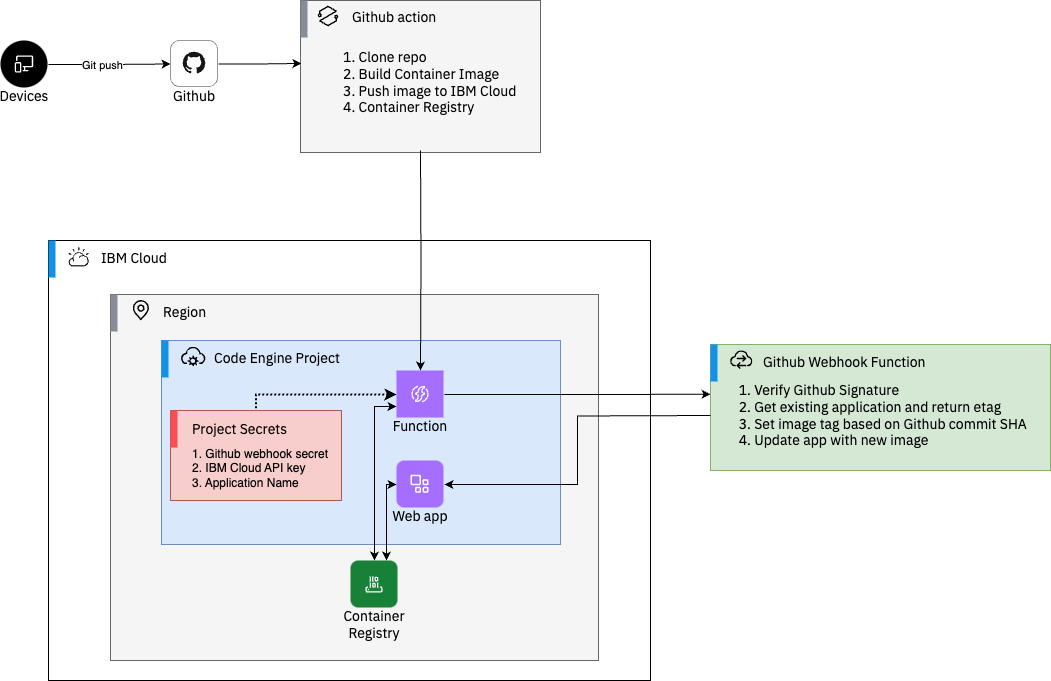 Github action
1. Clone repo
2. Build Container Image
3. Push image to IBM Cloud
4. Container Registry
Git push
Devices
Github
IBM Cloud
Region
Code Engine Project
Function
Project Secrets
1. Github webhook secret
2. IBM Cloud API key
3. Application Name
Web app
Container
Registry
Github Webhook Function
1. Verify Github Signature
2. Get existing application and return etag
3. Set image tag based on Github commit SHA
4. Update app with new image